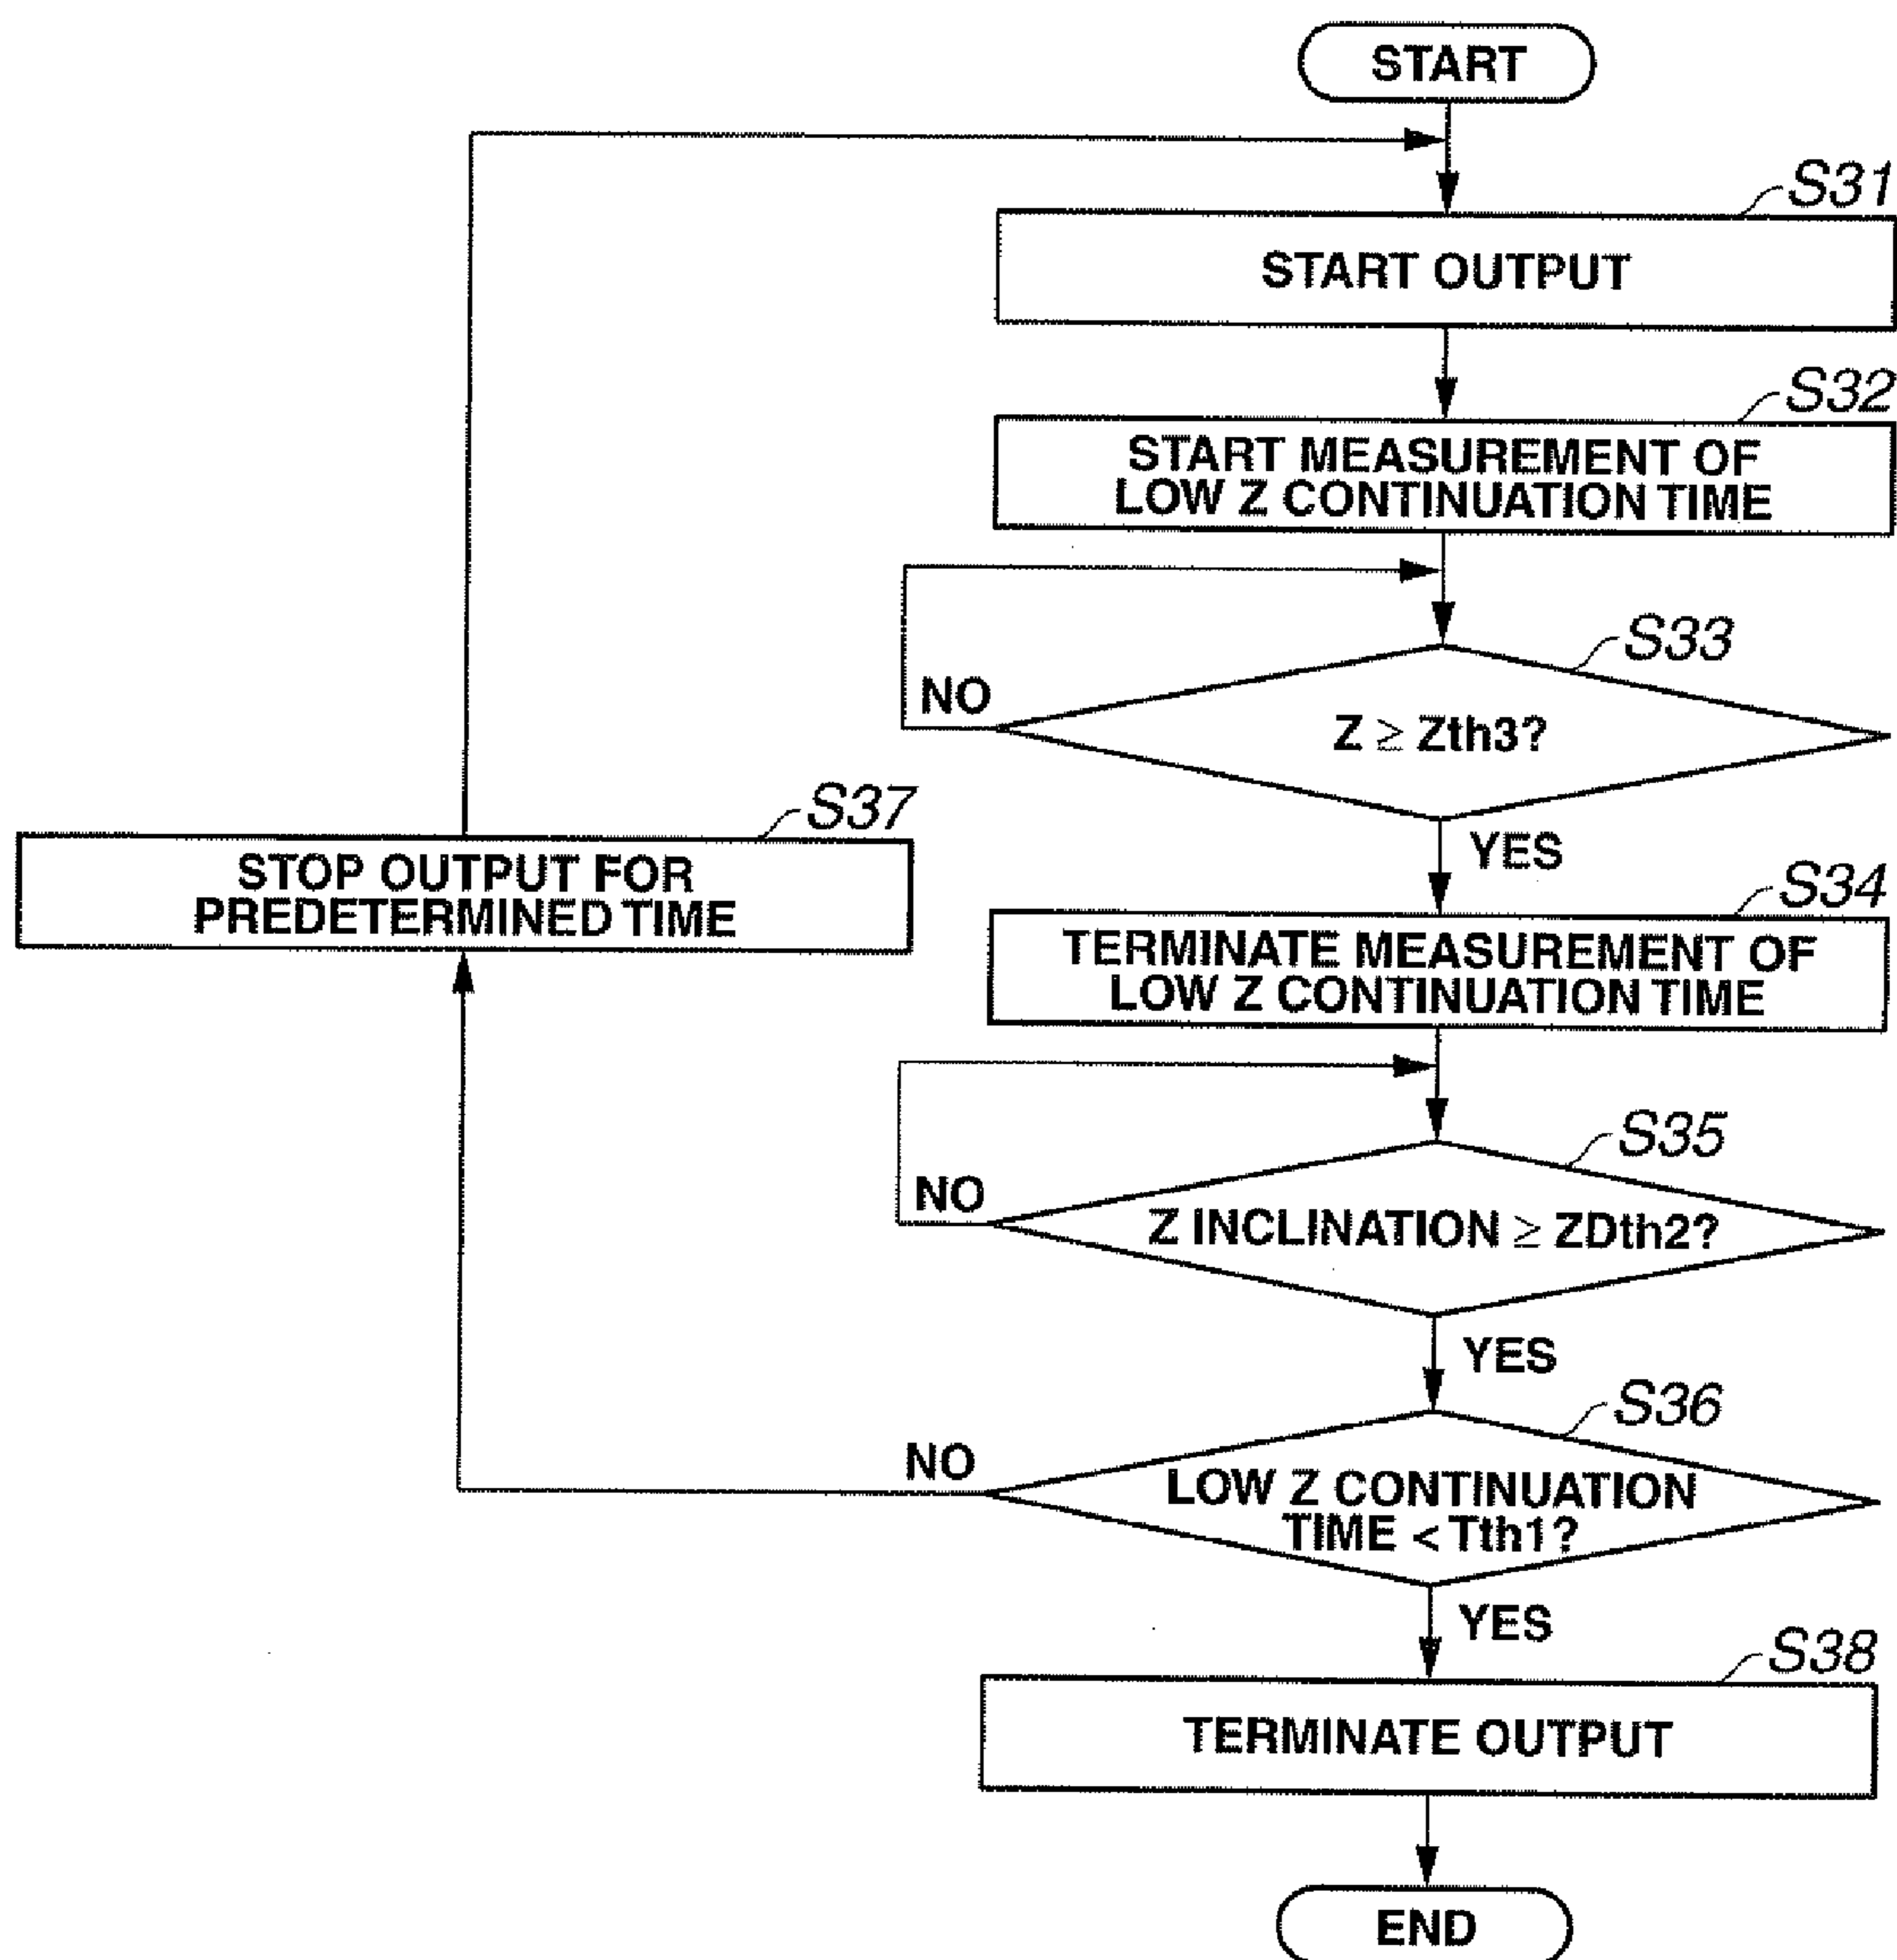 START
S31
START OUTPUT
S32
START MEASUREMENT OF
LOW Z CONTINUATION TIME
S33
NO
Z ≥ Zth3?
YES
S37
STOP OUTPUT FOR
PREDETERMINED TIME
S34
TERMINATE MEASUREMENT OF
LOW Z CONTINUATION TIME
S35
NO
Z INCLINATION ≥ ZDth2?
YES
S36
NO
LOW Z CONTINUATION
TIME < Tth1?
YES
S38
TERMINATE OUTPUT
END